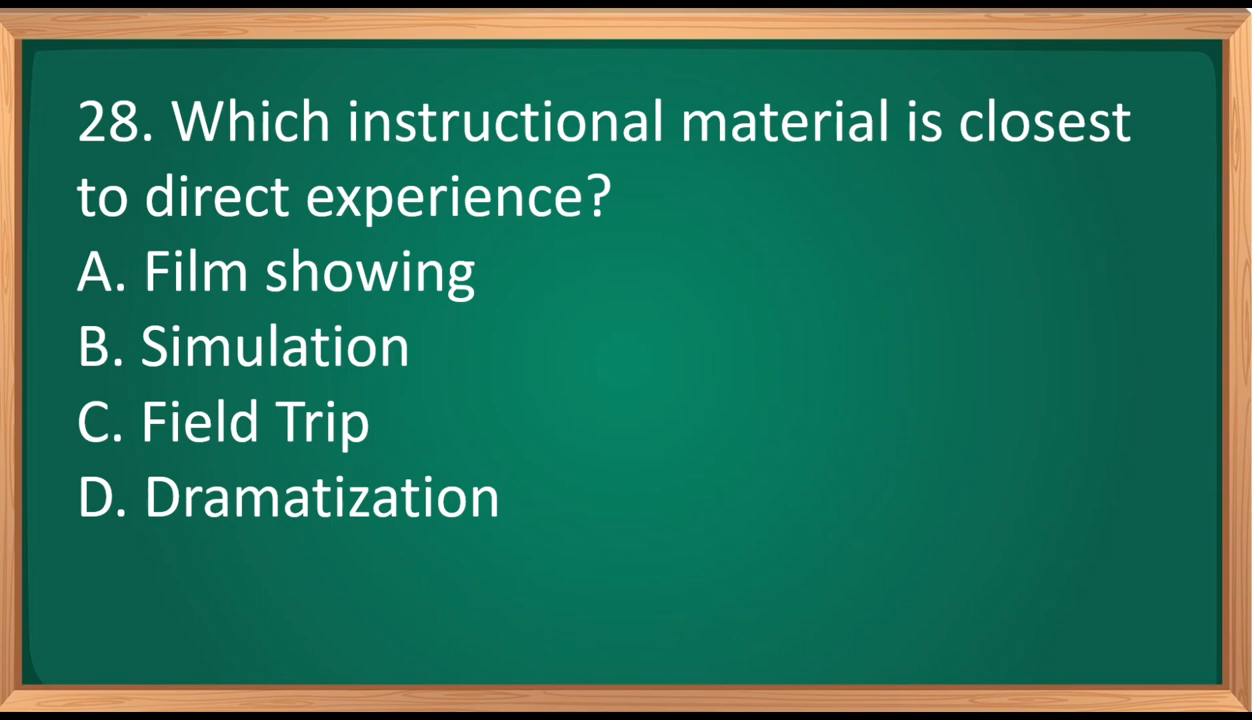 28. Which instructional material is closest
to direct experience?
A. Film showing
B. Simulation
C. Field Trip
D. Dramatization